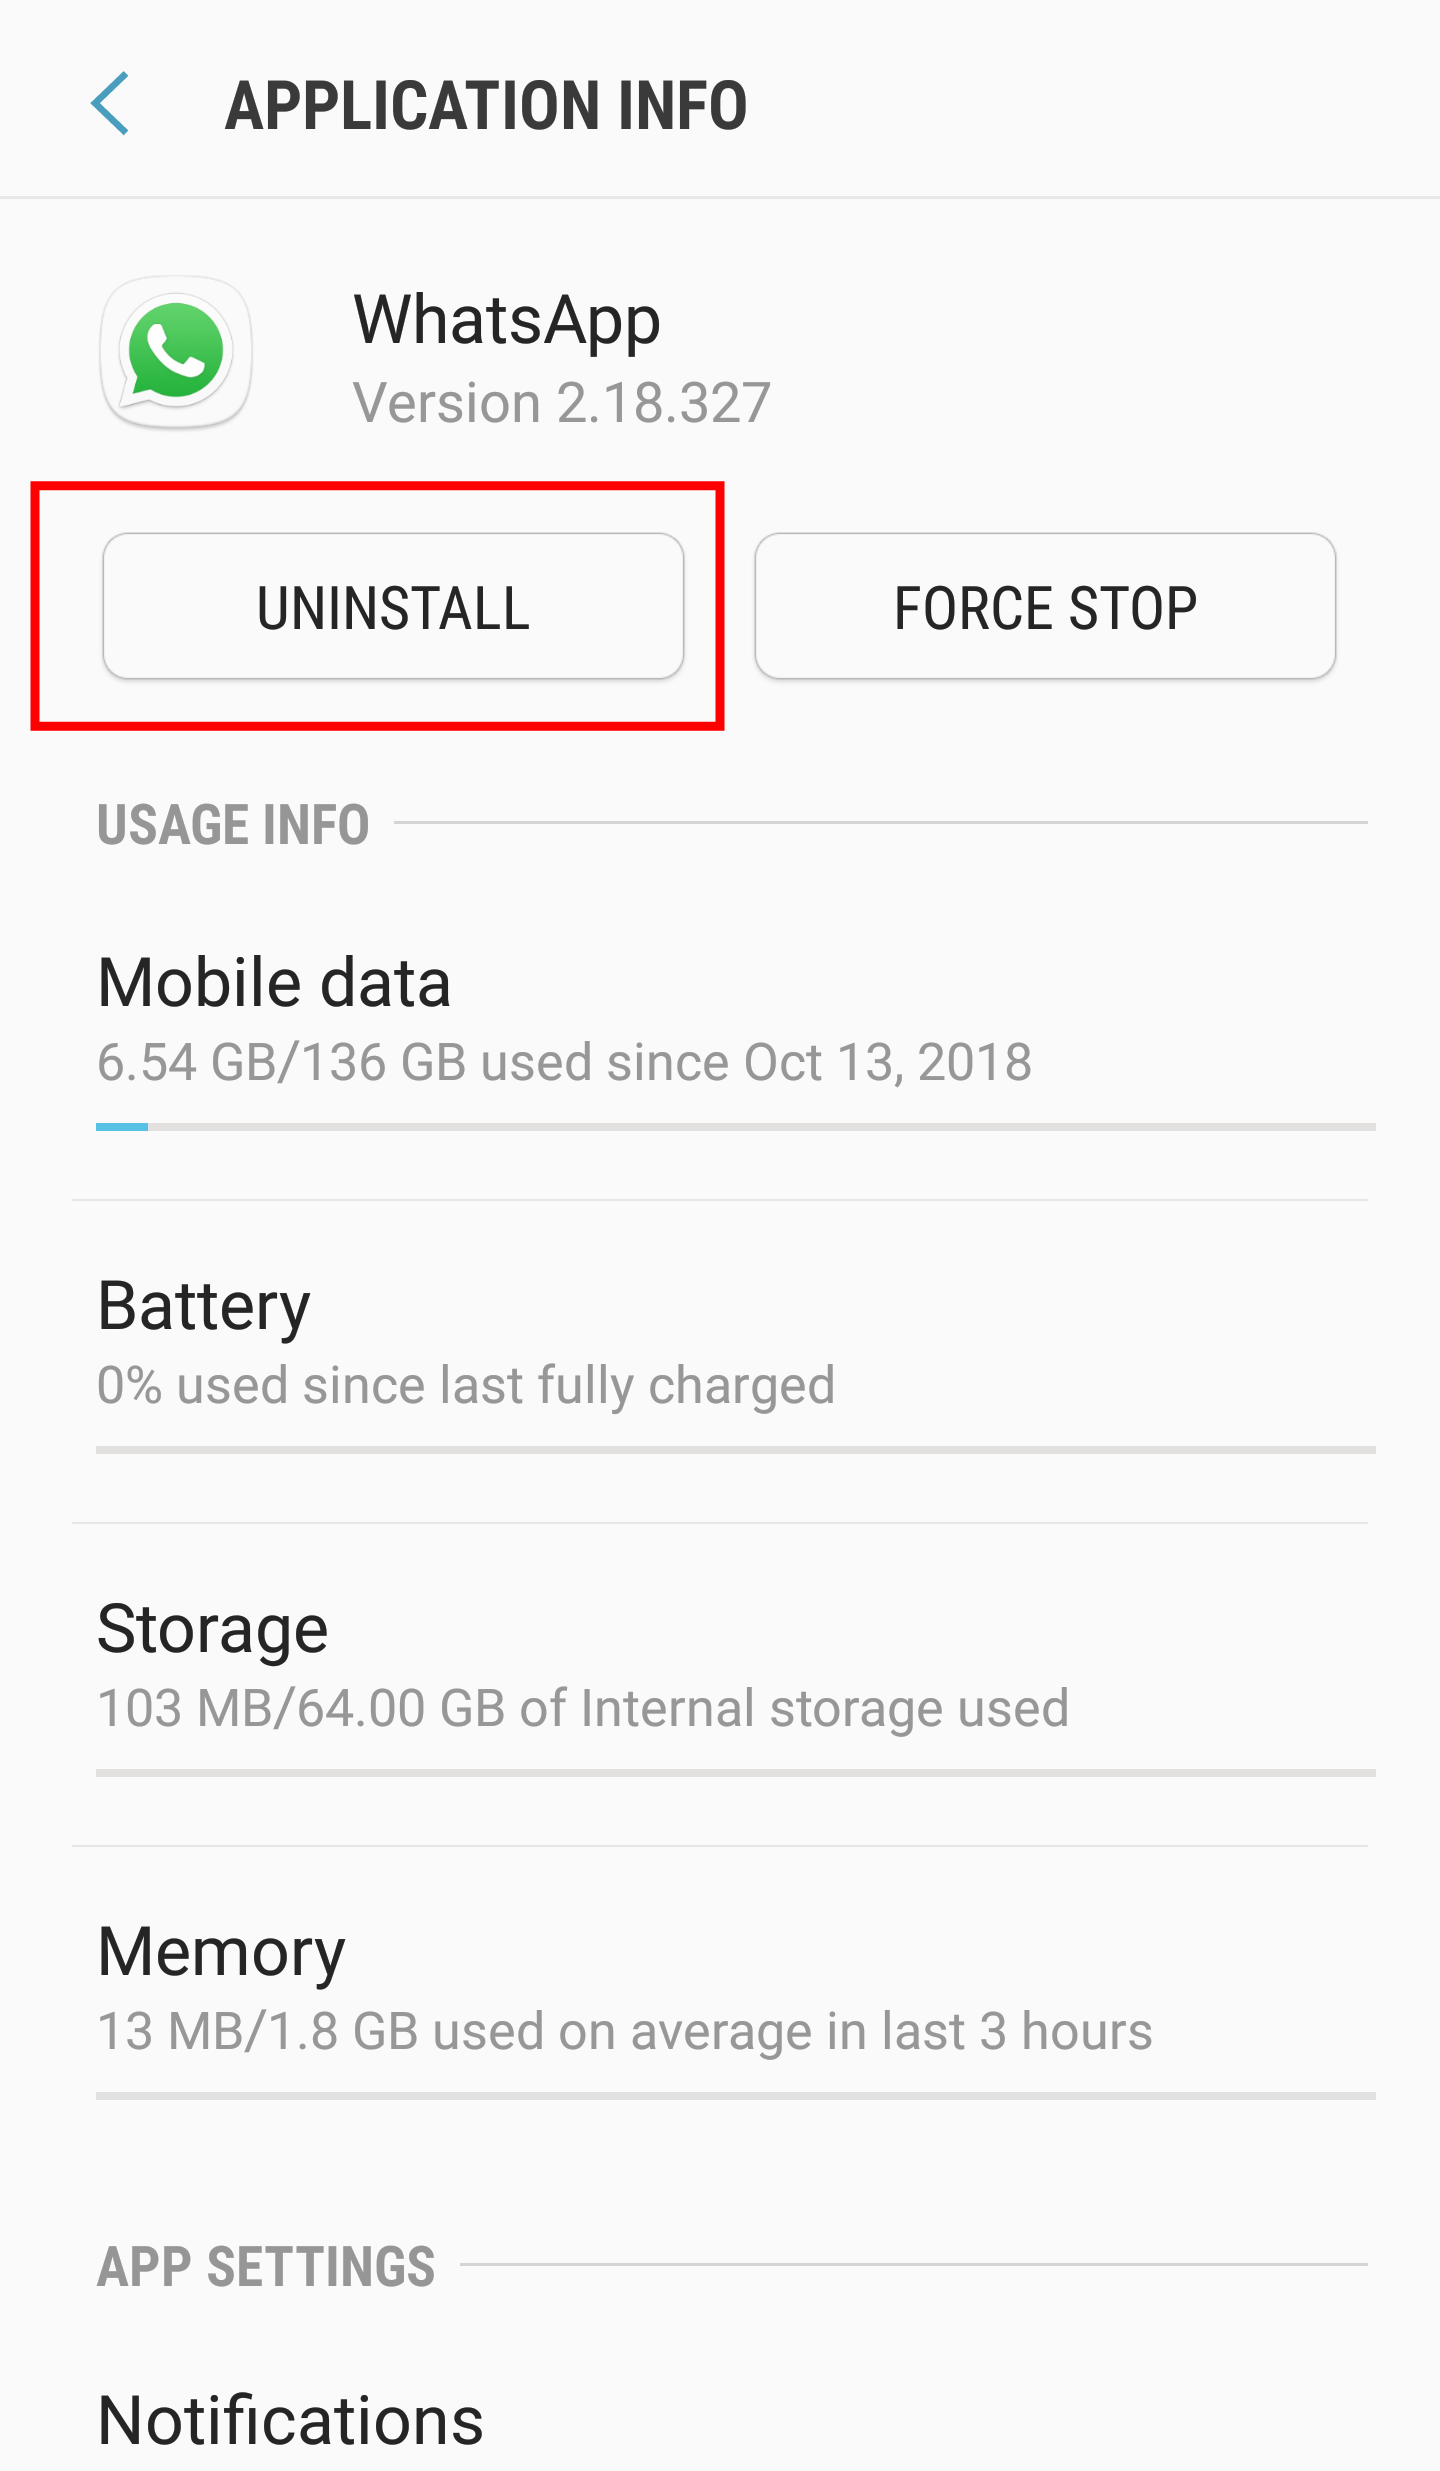 APPLICATION INFO
WhatsApp
Version 2.18.327
UNINSTALL
FORCE STOP
USAGE INFO
Mobile data
6.54 GB/136 GB used since Oct 13, 2018
Battery
0% used since last fully charged
Storage
103 MB/64.00 GB of Internal storage used
Memory
13 MB/1.8 GB used on average in last 3 hours
APP SETTINGS
Notifications